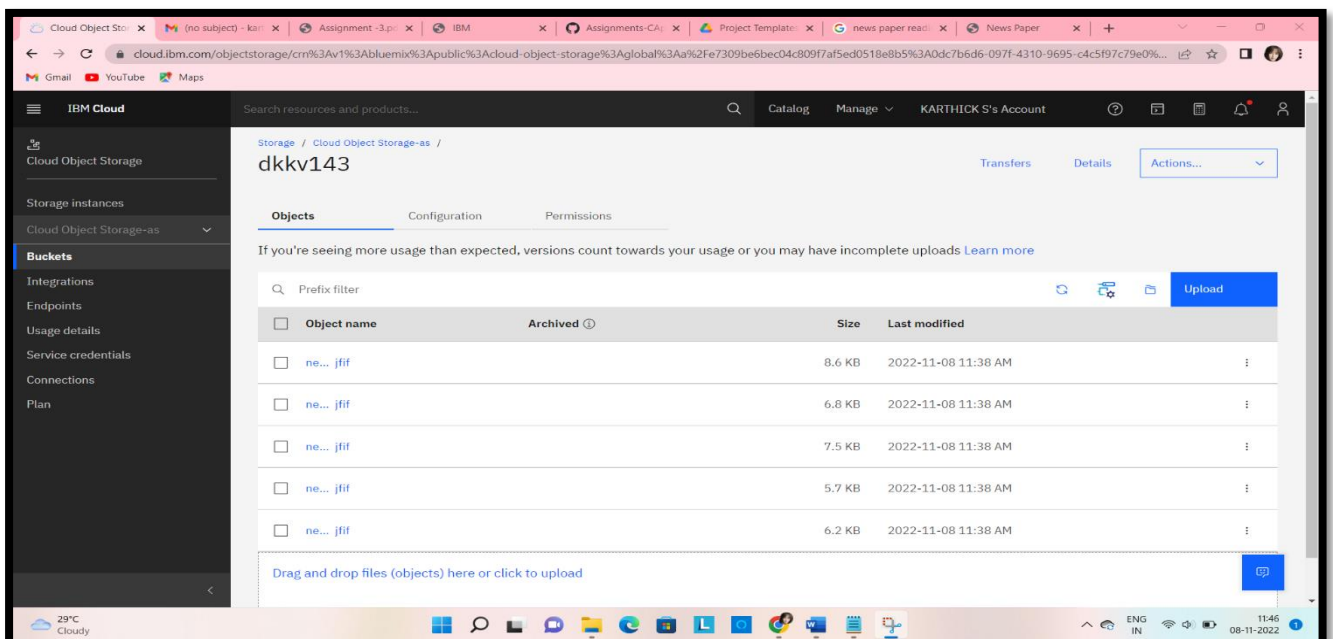 Cloud Object Sto
(no subject) - kart
Assignment -3.pd
IBM
Assignments-CAp
Project Template
news paper readi
News Paper
cloud.ibm.com/objectstorage/crn%3Av1%3Abluemix%3Apublic%3Acloud-object-storage%3Aglobal%3Aa%2Fe7309be6bec04c809f7af5ed0518e8b5%3A0dc7b6d6-097f-4310-9695-c4c5f97c79e0%...
Gmail YouTube Maps
IBM Cloud
Search resources and products...
Catalog Manage KARTHICK S's Account
Cloud Object Storage
Storage instances
Cloud Object Storage-as
Buckets
Integrations
Endpoints
Usage details
Service credentials
Connections
Plan
Storage / Cloud Object Storage-as /
dkkv143
Transfers Details Actions...
Objects Configuration Permissions
If you're seeing more usage than expected, versions count towards your usage or you may have incomplete uploads Learn more
Prefix filter
Upload
Object name Archived Size Last modified
ne... jfif 8.6 KB 2022-11-08 11:38 AM
ne... jfif 6.8 KB 2022-11-08 11:38 AM
ne... jfif 7.5 KB 2022-11-08 11:38 AM
ne... jfif 5.7 KB 2022-11-08 11:38 AM
ne... jfif 6.2 KB 2022-11-08 11:38 AM
Drag and drop files (objects) here or click to upload
29°C
Cloudy
L
ENG
IN
11:46
08-11-2022
1